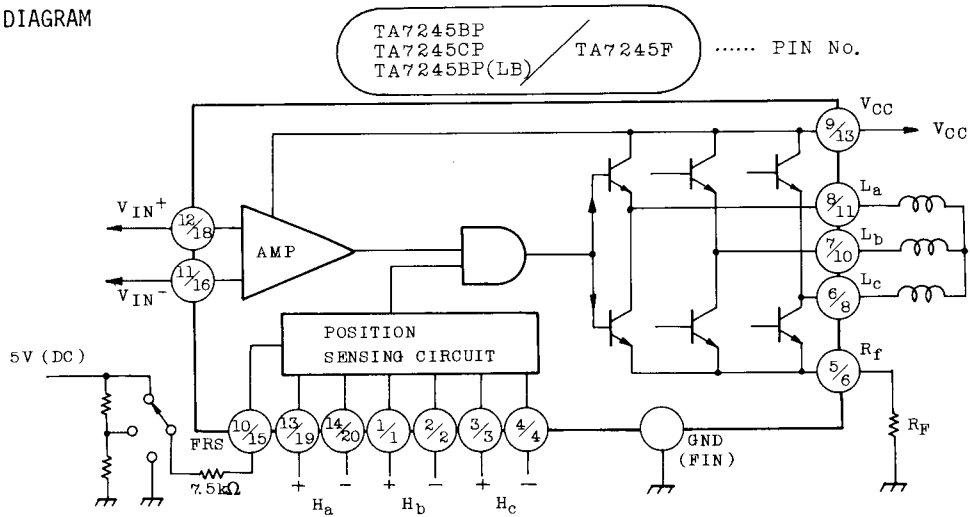 DIAGRAM
TA7245BP
TA7245CP
TA7245BP(LB)
TA7245F
...... PIN No.
VCC
9/13
VCC
La
8/11
VIN+
12/18
AMP
Lb
7/10
11/16
VIN-
Lc
6/8
POSITION
SENSING CIRCUIT
5V (DC)
Rf
5/6
10/15
13/19
14/20
1/1
2/2
3/3
4/4
FRS
GND
(FIN)
RF
7.5kΩ
+ − + − + −
Ha Hb Hc